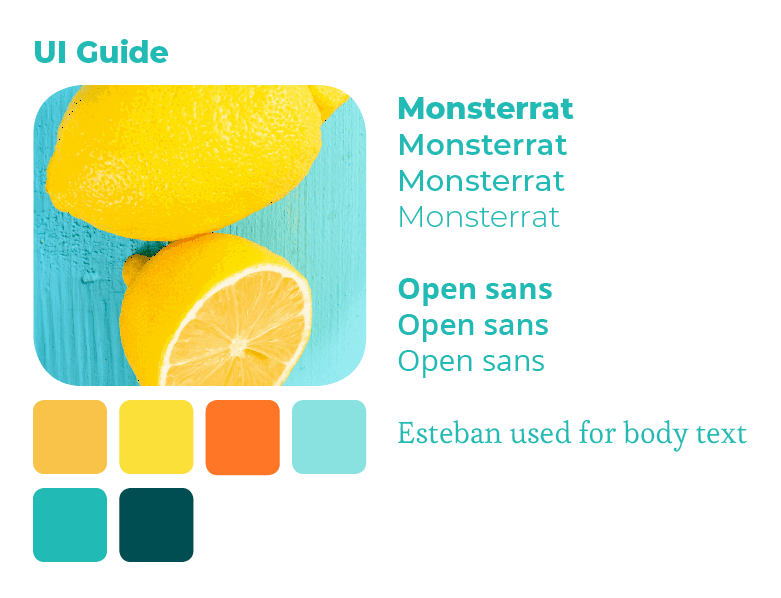 UI Guide
Monsterrat
Monsterrat
Monsterrat
Monsterrat
Open sans
Open sans
Open sans
Esteban used for body text